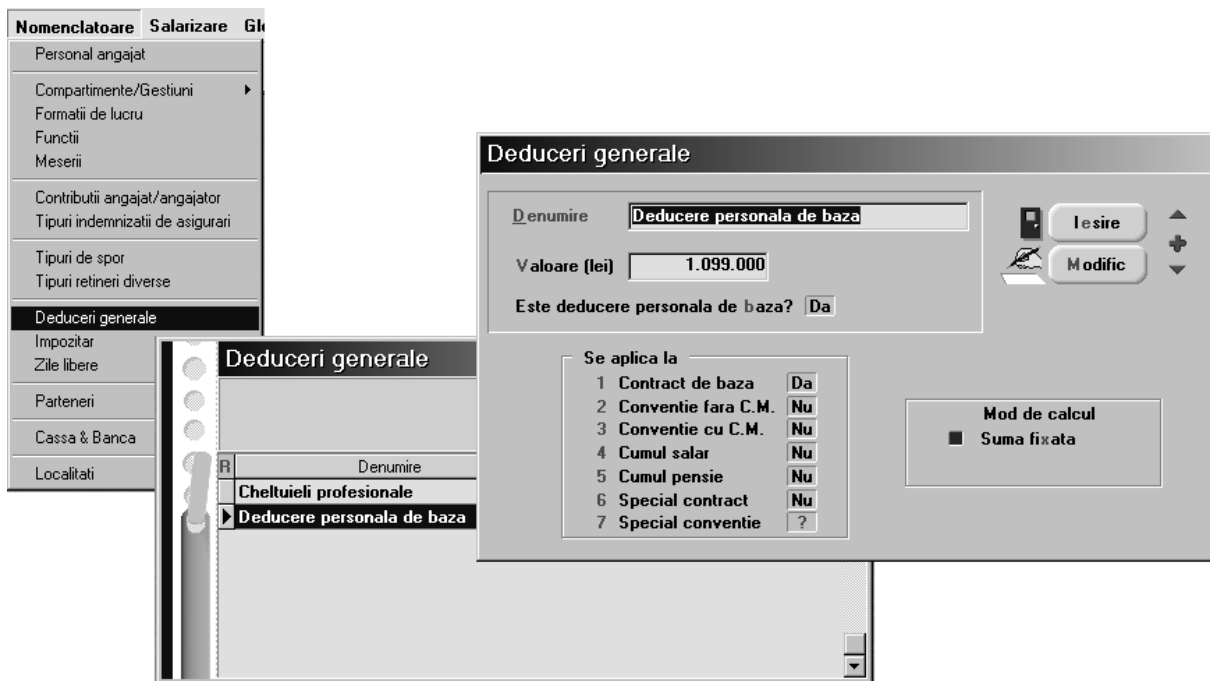 Nomenclatoare Salarizare Gl
Personal angajat
Compartimente/Gestiuni
Formatii de lucru
Functii
Meserii
Contributii angajat/angajator
Tipuri indemnizatii de asigurari
Tipuri de spor
Tipuri retineri diverse
Deduceri generale
Impozitar
Zile libere
Parteneri
Cassa & Banca
Localitati
Deduceri generale
R Denumire
Cheltuieli profesionale
Deducere personala de baza
Deduceri generale
Denumire Deducere personala de baza
Valoare (lei) 1.099.000
Este deducere personala de baza? Da
Iesire
Modific
Se aplica la
1 Contract de baza Da
2 Conventie fara C.M. Nu
3 Conventie cu C.M. Nu
4 Cumul salar Nu
5 Cumul pensie Nu
6 Special contract Nu
7 Special conventie ?
Mod de calcul
Suma fixata